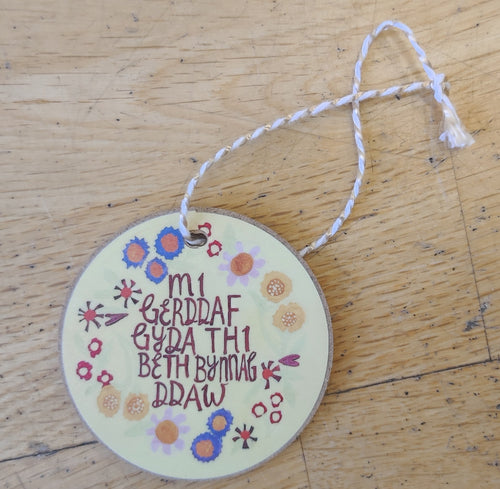 MI
GERDDAF
GYDA THI
BETH BYNNAG
DDAW